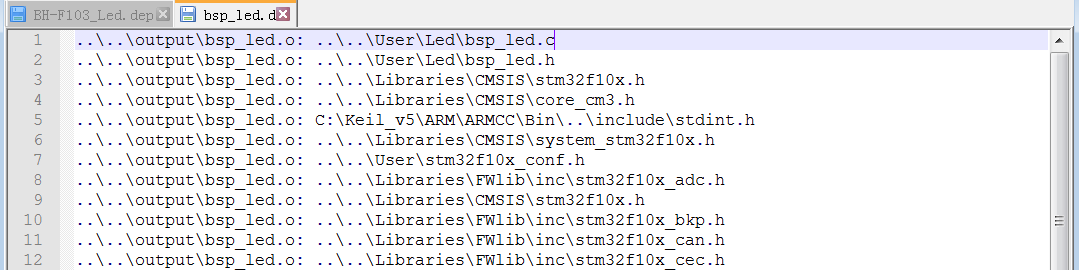 BH-F103_Led.dep bsp_led.d
1 ..\..\output\bsp_led.o: ..\..\User\Led\bsp_led.c
2 ..\..\output\bsp_led.o: ..\..\User\Led\bsp_led.h
3 ..\..\output\bsp_led.o: ..\..\Libraries\CMSIS\stm32f10x.h
4 ..\..\output\bsp_led.o: ..\..\Libraries\CMSIS\core_cm3.h
5 ..\..\output\bsp_led.o: C:\Keil_v5\ARM\ARMCC\Bin\..\include\stdint.h
6 ..\..\output\bsp_led.o: ..\..\Libraries\CMSIS\system_stm32f10x.h
7 ..\..\output\bsp_led.o: ..\..\User\stm32f10x_conf.h
8 ..\..\output\bsp_led.o: ..\..\Libraries\FWlib\inc\stm32f10x_adc.h
9 ..\..\output\bsp_led.o: ..\..\Libraries\CMSIS\stm32f10x.h
10 ..\..\output\bsp_led.o: ..\..\Libraries\FWlib\inc\stm32f10x_bkp.h
11 ..\..\output\bsp_led.o: ..\..\Libraries\FWlib\inc\stm32f10x_can.h
12 ..\..\output\bsp_led.o: ..\..\Libraries\FWlib\inc\stm32f10x_cec.h